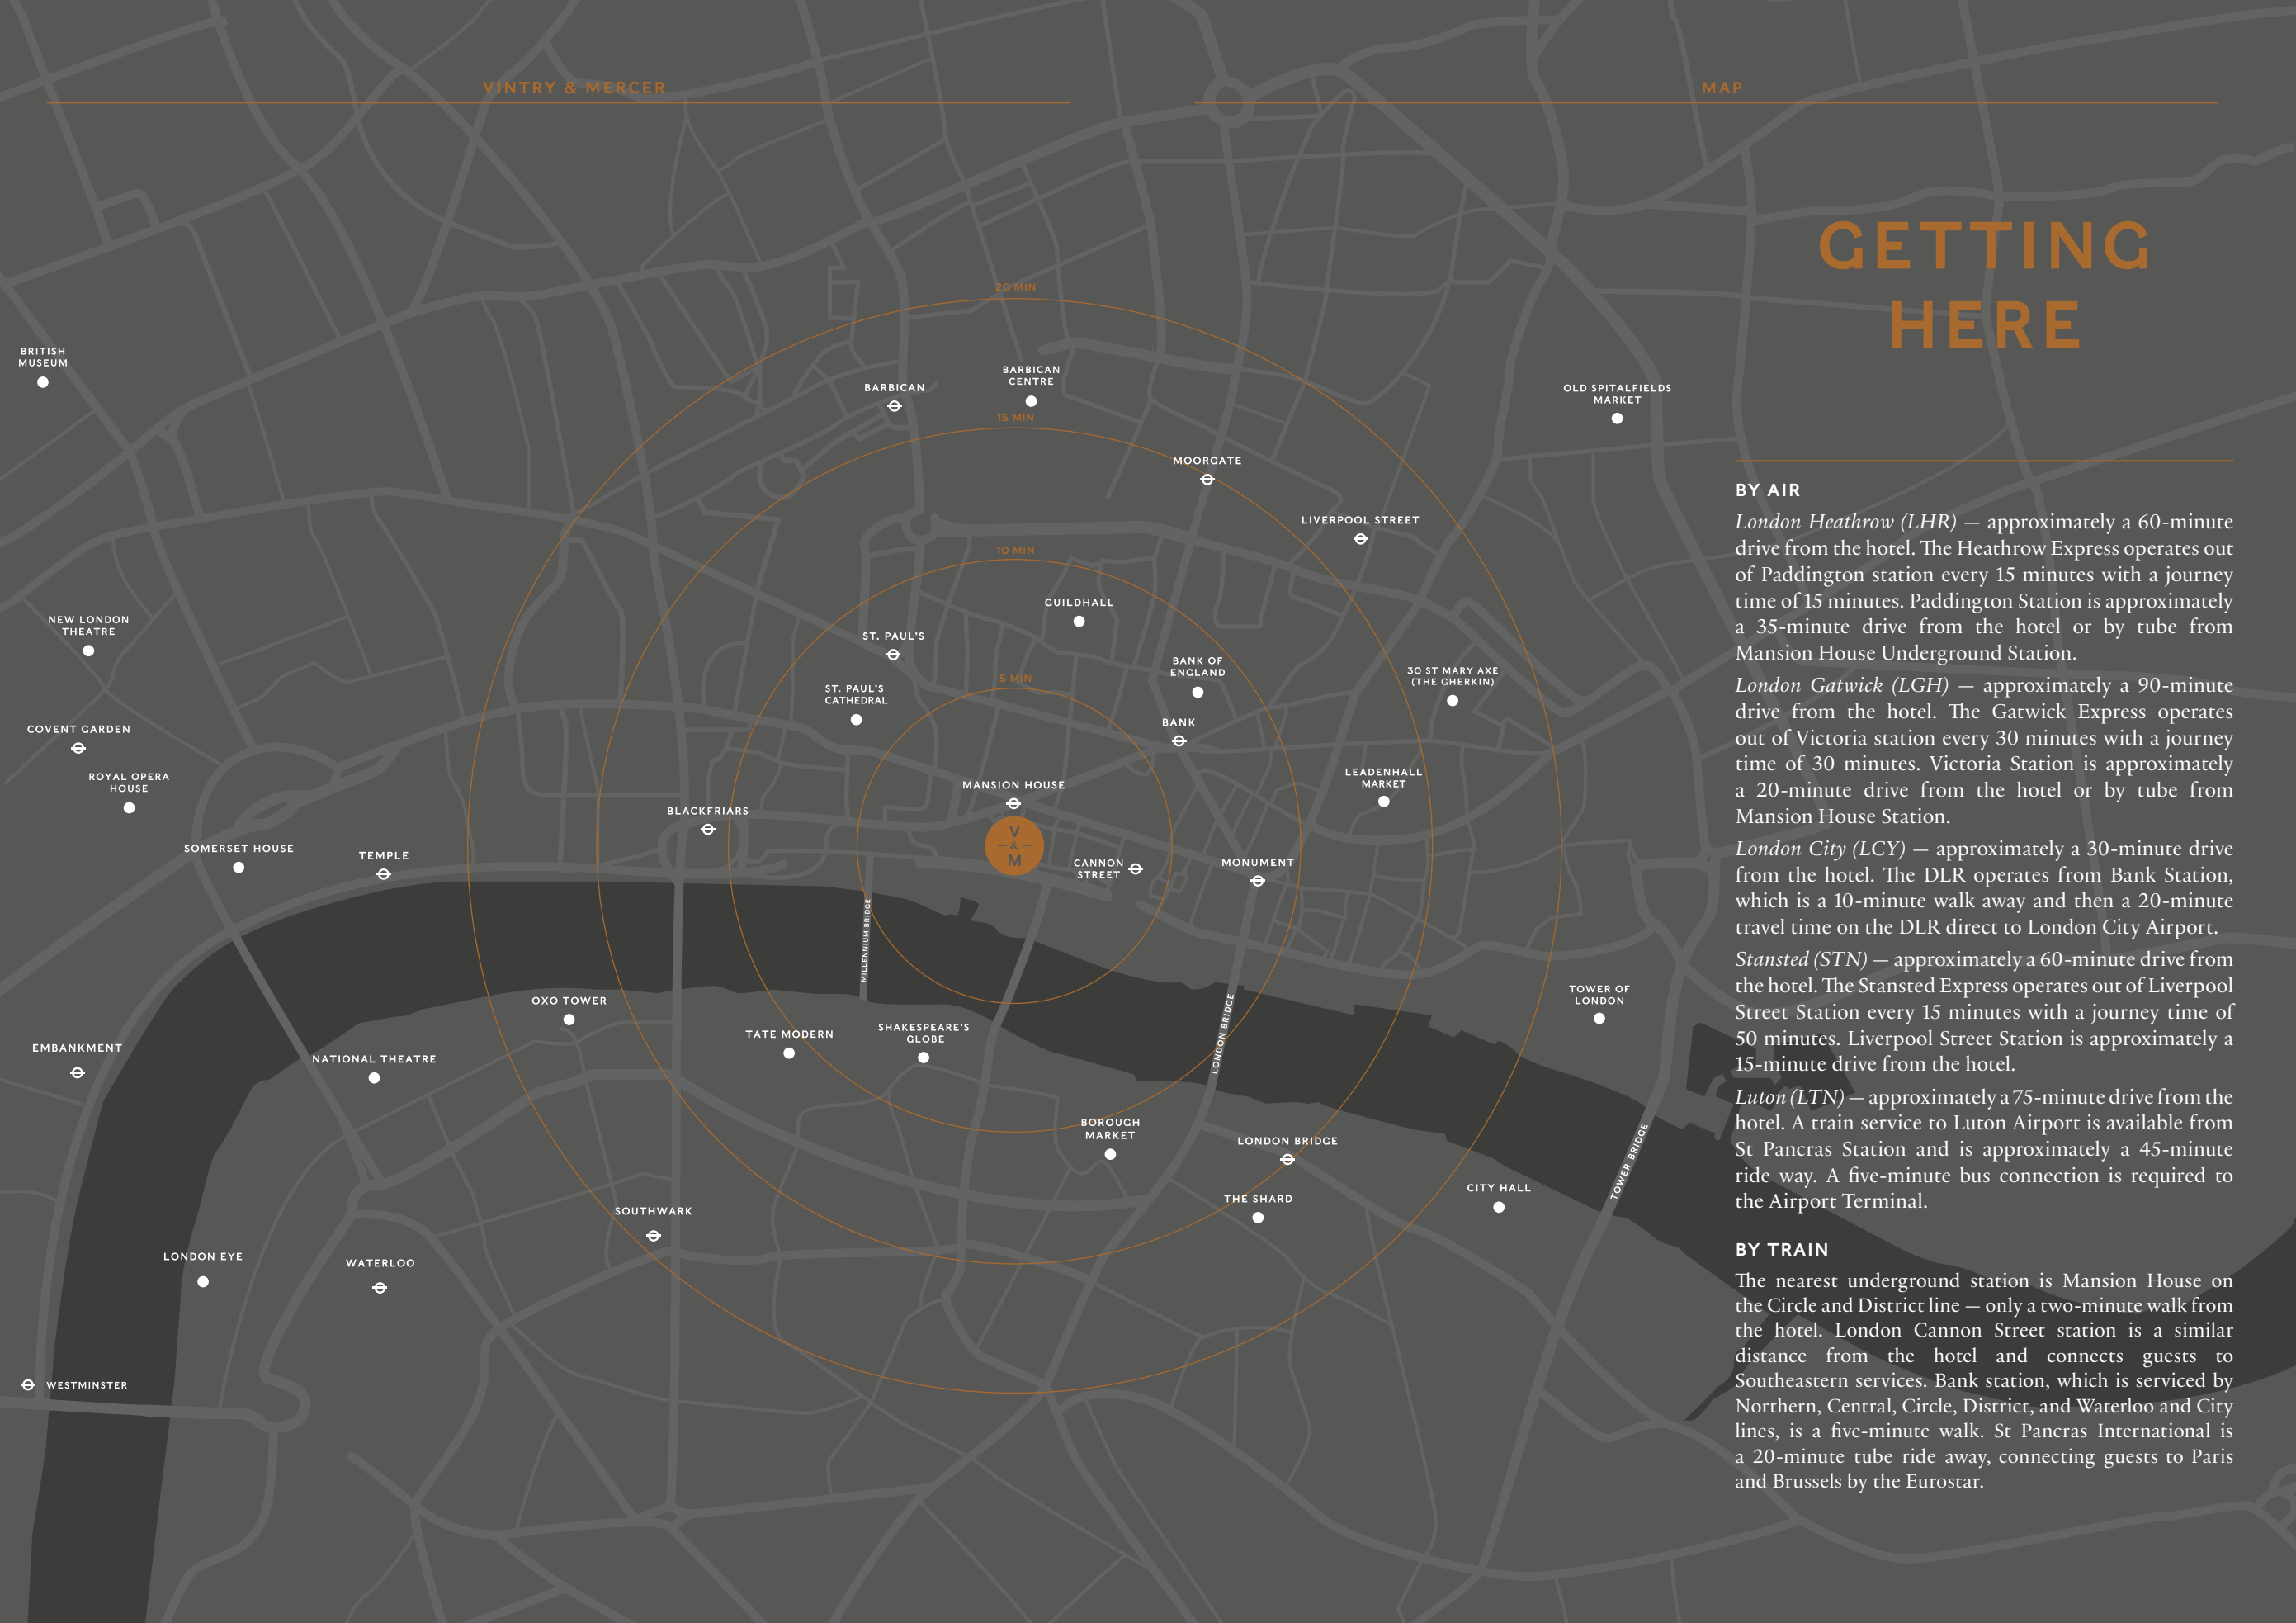 VINTRY & MERCER
MAP
GETTING
HERE
20 MIN
15 MIN
10 MIN
5 MIN
BRITISH
MUSEUM
BARBICAN
BARBICAN
CENTRE
OLD SPITALFIELDS
MARKET
MOORGATE
LIVERPOOL STREET
NEW LONDON
THEATRE
GUILDHALL
ST. PAUL'S
BANK OF
ENGLAND
30 ST MARY AXE
(THE GHERKIN)
ST. PAUL'S
CATHEDRAL
BANK
COVENT GARDEN
ROYAL OPERA
HOUSE
MANSION HOUSE
LEADENHALL
MARKET
BLACKFRIARS
V
&
M
SOMERSET HOUSE
TEMPLE
CANNON
STREET
MONUMENT
MILLENNIUM BRIDGE
OXO TOWER
TOWER OF
LONDON
TATE MODERN
SHAKESPEARE'S
GLOBE
LONDON BRIDGE
EMBANKMENT
NATIONAL THEATRE
BOROUGH
MARKET
LONDON BRIDGE
TOWER BRIDGE
CITY HALL
THE SHARD
SOUTHWARK
LONDON EYE
WATERLOO
WESTMINSTER
BY AIR
London Heathrow (LHR) — approximately a 60-minute
drive from the hotel. The Heathrow Express operates out
of Paddington station every 15 minutes with a journey
time of 15 minutes. Paddington Station is approximately
a 35-minute drive from the hotel or by tube from
Mansion House Underground Station.
London Gatwick (LGH) — approximately a 90-minute
drive from the hotel. The Gatwick Express operates
out of Victoria station every 30 minutes with a journey
time of 30 minutes. Victoria Station is approximately
a 20-minute drive from the hotel or by tube from
Mansion House Station.
London City (LCY) — approximately a 30-minute drive
from the hotel. The DLR operates from Bank Station,
which is a 10-minute walk away and then a 20-minute
travel time on the DLR direct to London City Airport.
Stansted (STN) — approximately a 60-minute drive from
the hotel. The Stansted Express operates out of Liverpool
Street Station every 15 minutes with a journey time of
50 minutes. Liverpool Street Station is approximately a
15-minute drive from the hotel.
Luton (LTN) — approximately a 75-minute drive from the
hotel. A train service to Luton Airport is available from
St Pancras Station and is approximately a 45-minute
ride way. A five-minute bus connection is required to
the Airport Terminal.
BY TRAIN
The nearest underground station is Mansion House on
the Circle and District line — only a two-minute walk from
the hotel. London Cannon Street station is a similar
distance from the hotel and connects guests to
Southeastern services. Bank station, which is serviced by
Northern, Central, Circle, District, and Waterloo and City
lines, is a five-minute walk. St Pancras International is
a 20-minute tube ride away, connecting guests to Paris
and Brussels by the Eurostar.